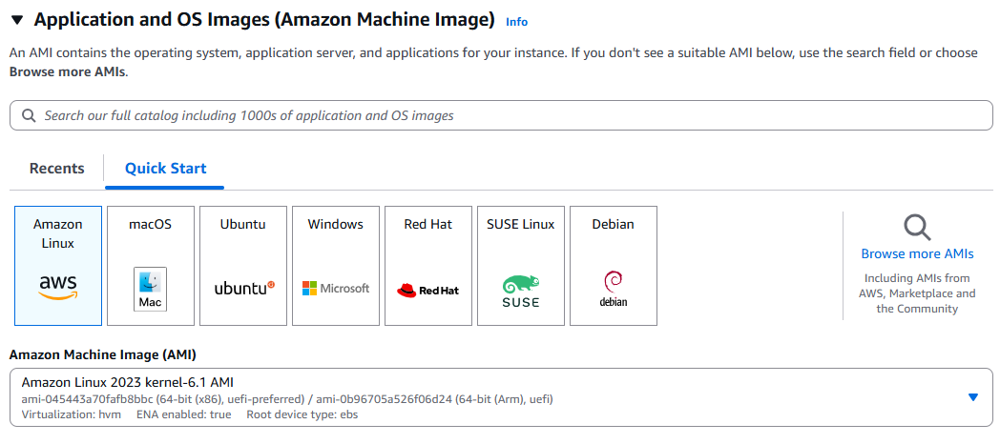 Application and OS Images (Amazon Machine Image) Info
An AMI contains the operating system, application server, and applications for your instance. If you don't see a suitable AMI below, use the search field or choose
Browse more AMIs.
Search our full catalog including 1000s of application and OS images
Recents
Quick Start
Amazon
Linux
aws
macOS
Mac
Ubuntu
ubuntu
Windows
Microsoft
Red Hat
Red Hat
SUSE Linux
SUSE
Debian
debian
Browse more AMIs
Including AMIs from
AWS, Marketplace and
the Community
Amazon Machine Image (AMI)
Amazon Linux 2023 kernel-6.1 AMI
ami-045443a70fafb8bbc (64-bit (x86), uefi-preferred) / ami-0b96705a526f06d24 (64-bit (Arm), uefi)
Virtualization: hvm ENA enabled: true Root device type: ebs